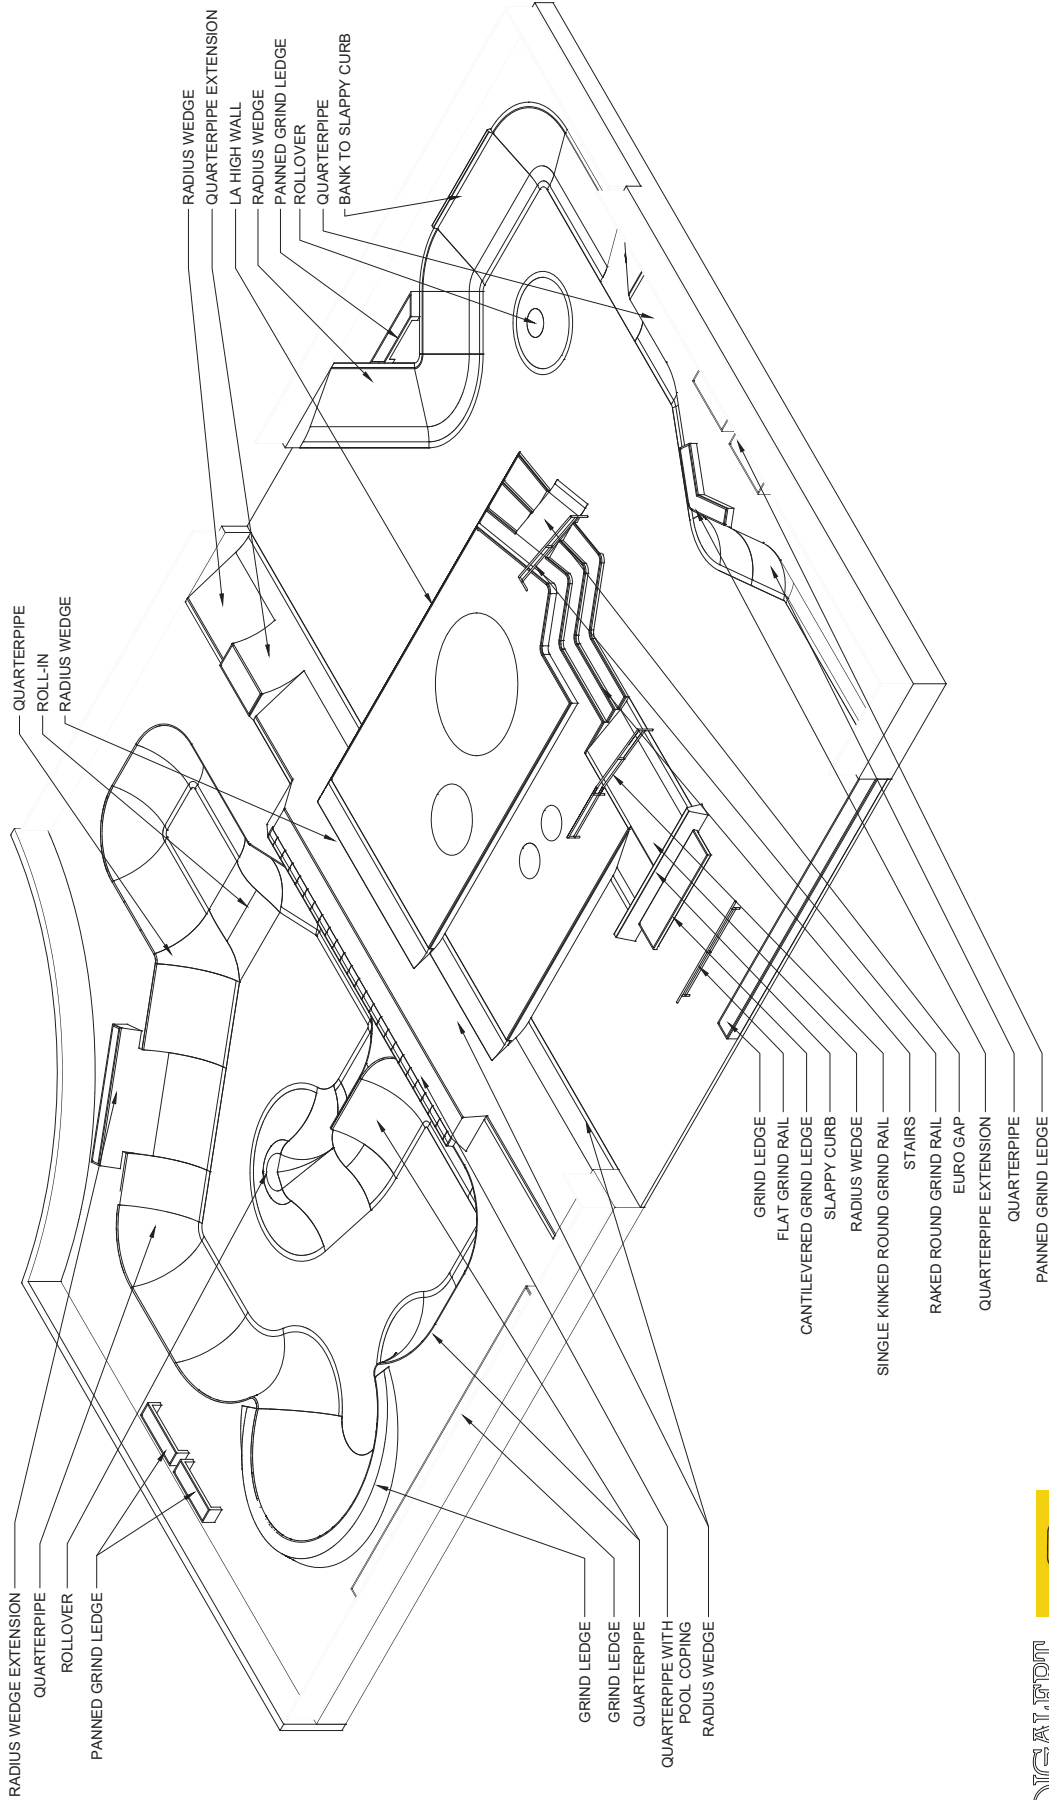 RADIUS WEDGE
QUARTERPIPE EXTENSION
LA HIGH WALL
RADIUS WEDGE
PANNED GRIND LEDGE
ROLLOVER
QUARTERPIPE
BANK TO SLAPPY CURB
QUARTERPIPE
ROLL-IN
RADIUS WEDGE
RADIUS WEDGE EXTENSION
QUARTERPIPE
ROLLOVER
PANNED GRIND LEDGE
GRIND LEDGE
GRIND LEDGE
QUARTERPIPE
QUARTERPIPE WITH
POOL COPING
RADIUS WEDGE
GRIND LEDGE
FLAT GRIND RAIL
CANTILEVERED GRIND LEDGE
SLAPPY CURB
RADIUS WEDGE
SINGLE KINKED ROUND GRIND RAIL
STAIRS
RAKED ROUND GRIND RAIL
EURO GAP
QUARTERPIPE EXTENSION
QUARTERPIPE
PANNED GRIND LEDGE
DIGALERT